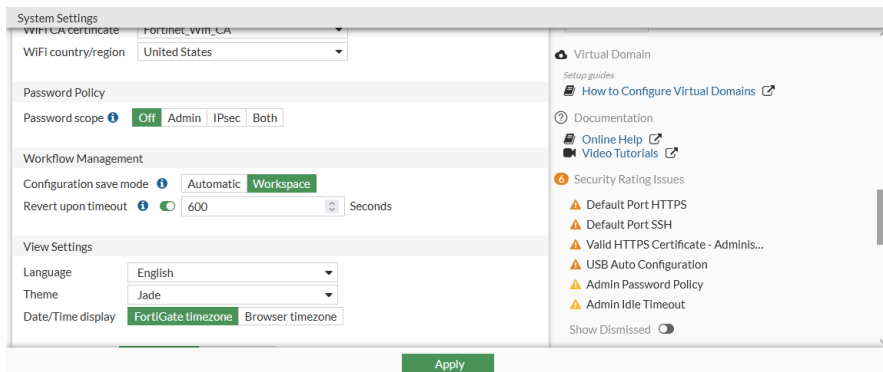 System Settings
WiFi CA certificate Fortinet_Wifi_CA
WiFi country/region United States
Password Policy
Password scope Off Admin IPsec Both
Workflow Management
Configuration save mode Automatic Workspace
Revert upon timeout 600 Seconds
View Settings
Language English
Theme Jade
Date/Time display FortiGate timezone Browser timezone
Virtual Domain
Setup guides
How to Configure Virtual Domains
Documentation
Online Help
Video Tutorials
6 Security Rating Issues
Default Port HTTPS
Default Port SSH
Valid HTTPS Certificate - Adminis...
USB Auto Configuration
Admin Password Policy
Admin Idle Timeout
Show Dismissed
Apply